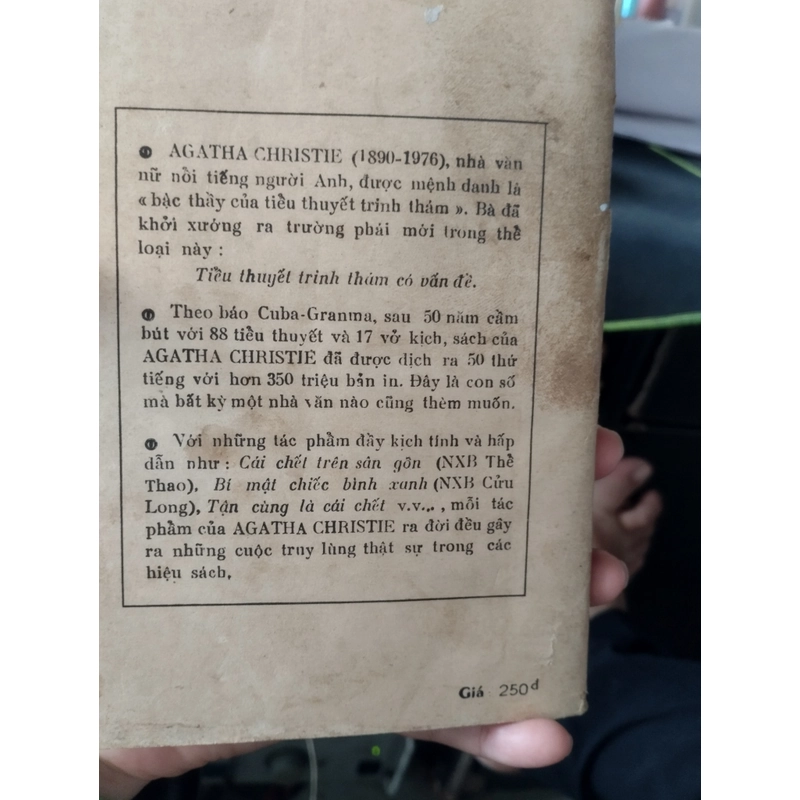 AGATHA CHRISTIE (1890-1976), nhà văn
nữ nổi tiếng người Anh, được mệnh danh là
« bậc thầy của tiểu thuyết trinh thám ». Bà đã
khởi xướng ra trường phái mới trong thể
loại này :
Tiểu thuyết trinh thám có vấn đề.
Theo báo Cuba-Granma, sau 50 năm cầm
bút với 88 tiểu thuyết và 17 vở kịch, sách của
AGATHA CHRISTIE đã được dịch ra 50 thứ
tiếng với hơn 350 triệu bản in. Đây là con số
mà bất kỳ một nhà văn nào cũng thèm muốn.
Với những tác phẩm đầy kịch tính và hấp
dẫn như : Cái chết trên sân gôn (NXB Thể
Thao), Bí mật chiếc bình xanh (NXB Cửu
Long), Tận cùng là cái chết v.v... , mỗi tác
phẩm của AGATHA CHRISTIE ra đời đều gây
ra những cuộc truy lùng thật sự trong các
hiệu sách.
Giá 250đ